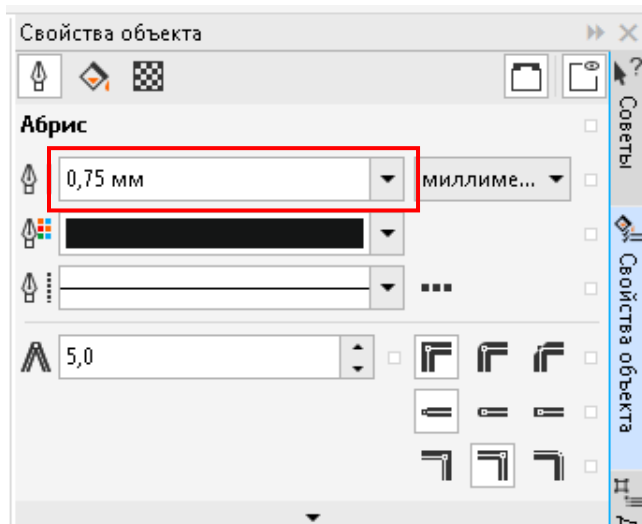 Свойства объекта
Абрис
0,75 мм
миллиме...
5,0
?
Советы
Свойства объекта